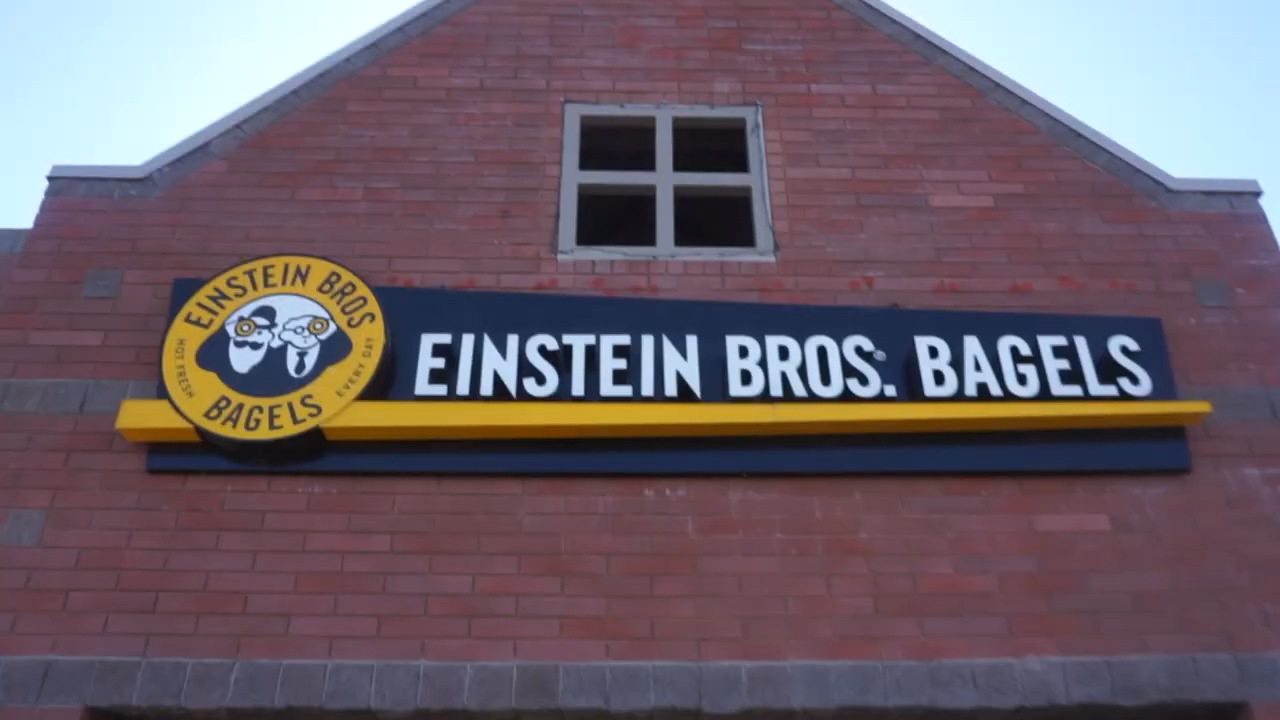 EINSTEIN BROS
HOT FRESH
EVERY DAY
BAGELS
EINSTEIN BROS. BAGELS